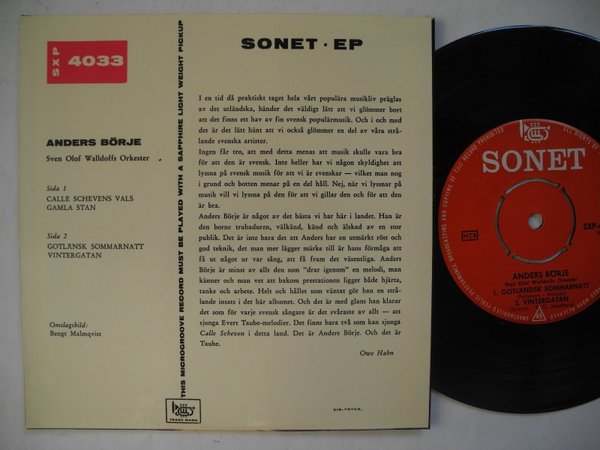 SXP 4033
SONET · EP
ANDERS BÖRJE
Sven Olof Walldoffs Orkester
Sida 1
CALLE SCHEVENS VALS
GAMLA STAN
Sida 2
GOTLÄNSK SOMMARNATT
VINTERGATAN
Omslagsbild:
Bengt Malmqvist
THIS MICROGROOVE RECORD MUST BE PLAYED WITH A SAPPHIRE LIGHT WEIGHT PICKUP
TRADE MARK
I en tid då praktiskt taget hela vårt populära musikliv präglas
av det utländska, händer det väldigt lätt att vi glömmer bort
att det finns ett hav av fin svensk populärmusik. Och i och med
det är det lätt hänt att vi också glömmer en del av våra strå-
lande svenska artister.
Ingen får tro, att med detta menas att musik skulle vara bra
för att den är svensk. Inte heller har vi någon skyldighet att
lyssna på svensk musik för att vi är svenskar — vilket man nog
i grund och botten menar på en del håll. Nej, när vi lyssnar på
musik vill vi lyssna på den för att vi gillar den och för att den
är bra.
Anders Börje är något av det bästa vi har här i landet. Han är
den borne trubaduren, välkänd, känd och älskad av en stor
publik. Det är inte bara det att Anders har en utmärkt röst och
god teknik, det man mer lägger märke till är hans förmåga att
få ut något ur var sång, att få fram det väsentliga. Anders
Börje är minst av allt den som "drar igenom" en melodi, man
känner och man vet att bakom prestationen ligger både hjärta,
tanke och arbete. Helt och hållet som väntat gör han en strå-
lande insats i det här albumet. Och det är med glans han klarar
det som för varje svensk sångare är det svåraste av allt — att
sjunga Evert Taube-melodier. Det finns bara två som kan sjunga
Calle Scheven i detta land. Det är Anders Börje. Och det är
Taube.
Owe Hahn
SIB-TRYCK,
SONET
NCB
SXP-
ANDERS BÖRJE
Sven Olof Walldoffs Orkester
1. GOTLÄNDSK SOMMARNATT
2. VINTERGATAN
45